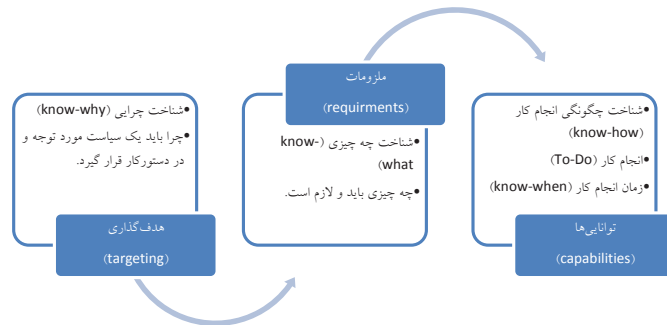 •شناخت چرایی (know-why)
•چرا باید یک سیاست مورد توجه و
در دستورکار قرار گیرد.
هدف‌گذاری
(targeting)
ملزومات
(requirments)
•شناخت چه چیزی (know-
what)
•چه چیزی باید و لازم است.
•شناخت چگونگی انجام کار
(know-how)
•انجام کار (To-Do)
•زمان انجام کار (know-when)
توانایی‌ها
(capabilities)